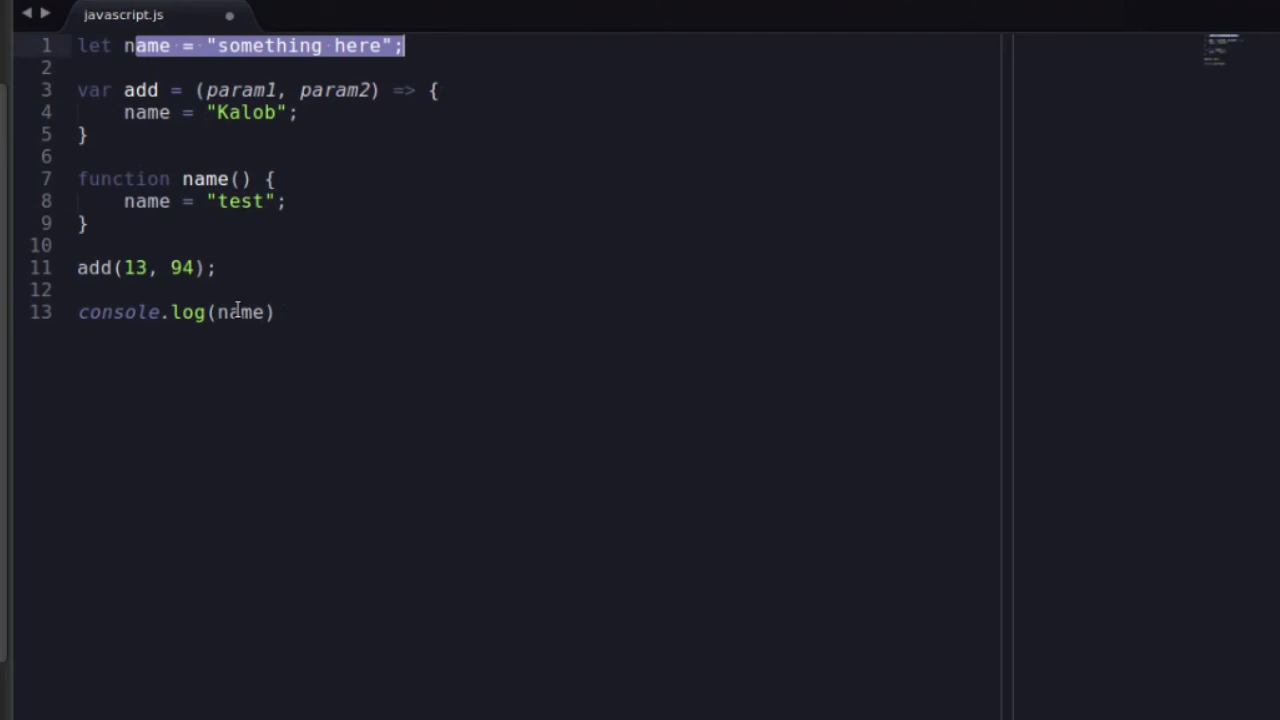 javascript.js
1 let name = "something here";
2
3 var add = (param1, param2) => {
4 name = "Kalob";
5 }
6
7 function name() {
8 name = "test";
9 }
10
11 add(13, 94);
12
13 console.log(name)